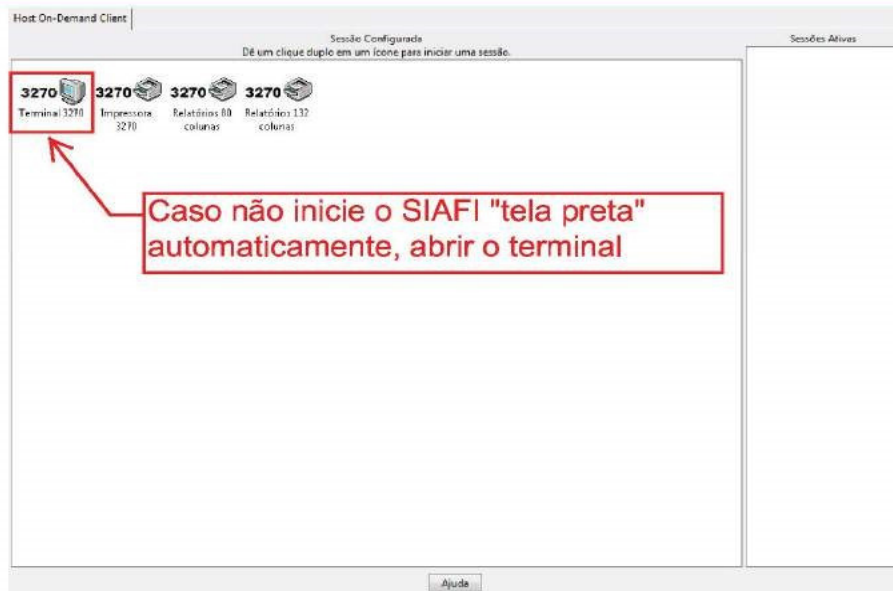 Host On-Demand Client
Sessão Configurada
Dê um clique duplo em um ícone para iniciar uma sessão.
Sessões Ativas
3270
3270
3270
3270
Terminal 3270
Impressora
3270
Relatórios 80
colunas
Relatórios 132
colunas
Caso não inicie o SIAFI "tela preta"
automaticamente, abrir o terminal
Ajuda